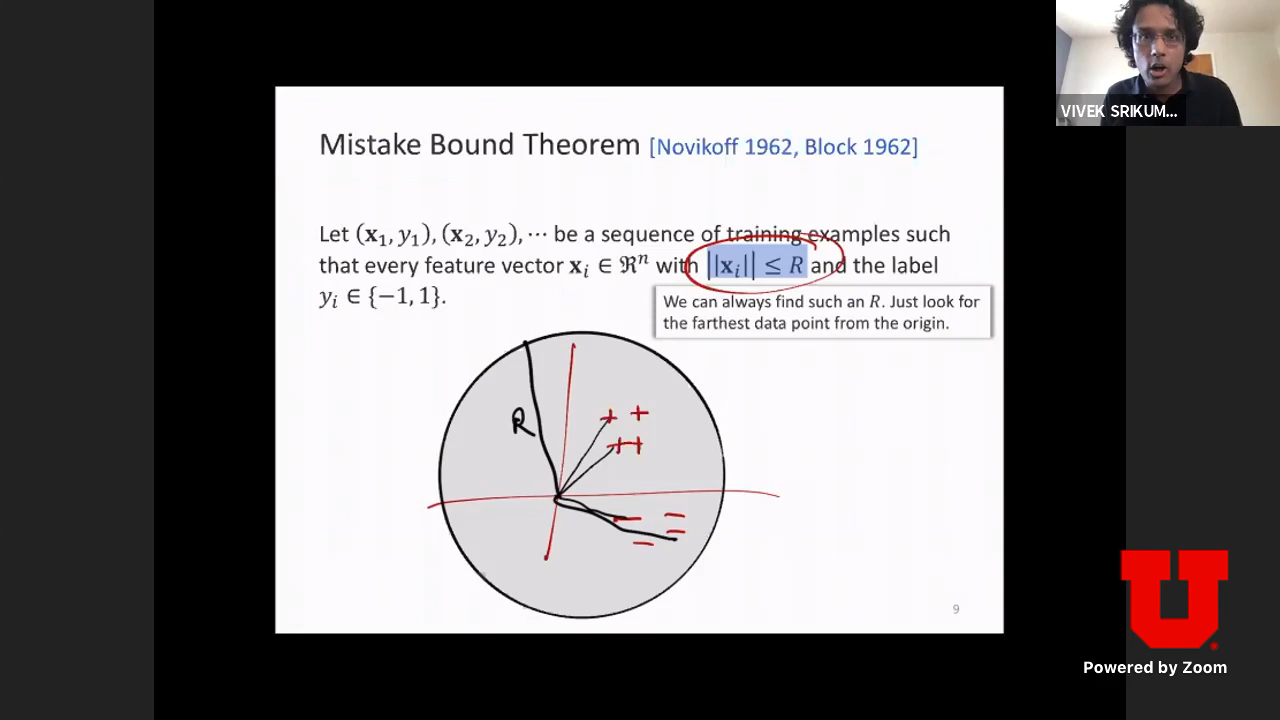 VIVEK SRIKUM...
Mistake Bound Theorem [Novikoff 1962, Block 1962]
Let (x₁, y₁), (x₂, y₂), ⋯ be a sequence of training examples such
that every feature vector xᵢ ∈ ℜⁿ with ||xᵢ|| ≤ R and the label
yᵢ ∈ {−1, 1}.
We can always find such an R. Just look for
the farthest data point from the origin.
R
+ +
+ +
− −
− −
9
U
Powered by Zoom